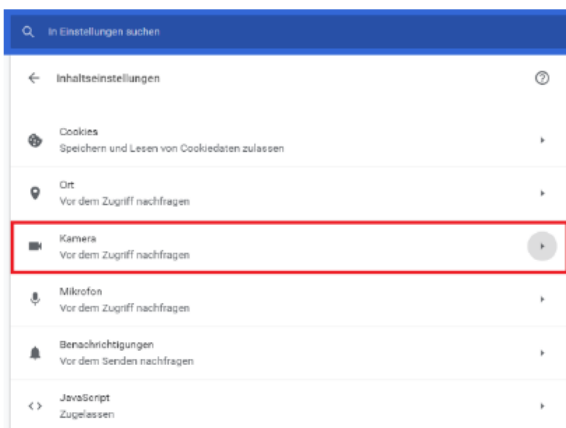 In Einstellungen suchen
Inhaltseinstellungen
Cookies
Speichern und Lesen von Cookiedaten zulassen
Ort
Vor dem Zugriff nachfragen
Kamera
Vor dem Zugriff nachfragen
Mikrofon
Vor dem Zugriff nachfragen
Benachrichtigungen
Vor dem Senden nachfragen
JavaScript
Zugelassen